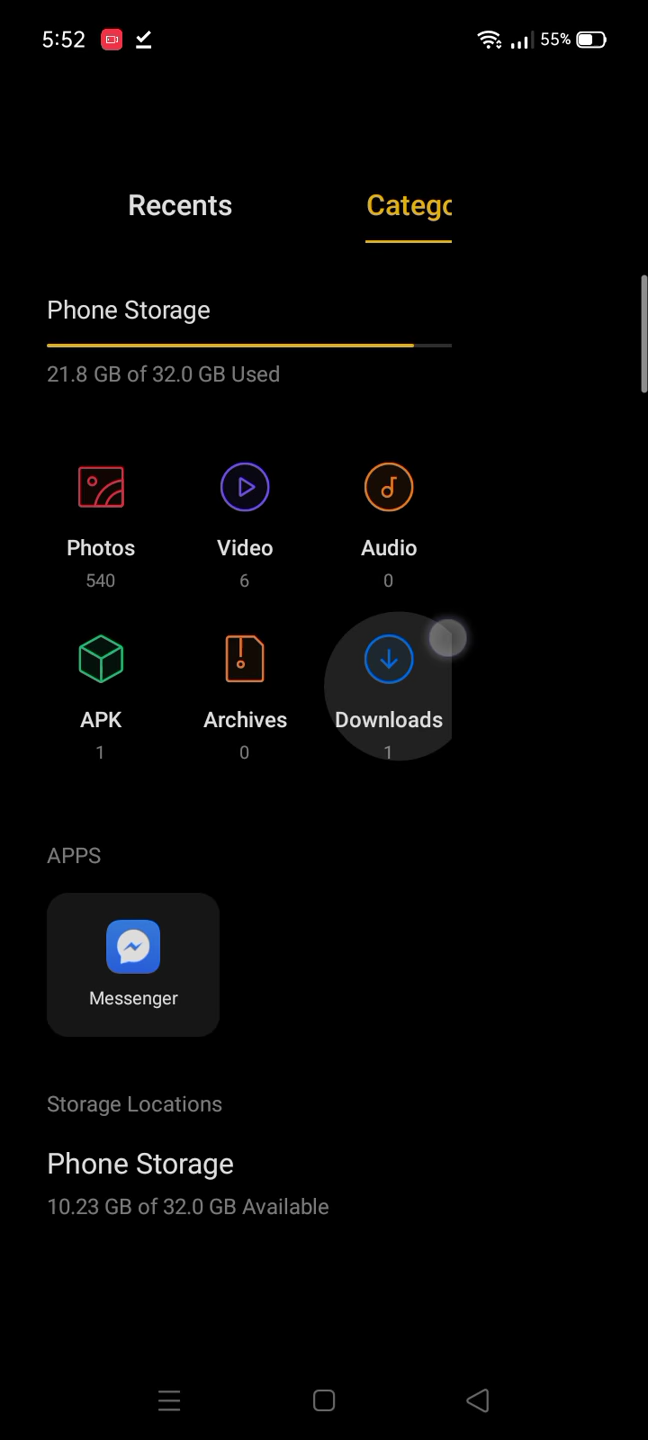 5:52 55%
Recents Catego
Phone Storage
21.8 GB of 32.0 GB Used
Photos Video Audio
540 6 0
APK Archives Downloads
1 0 1
APPS
Messenger
Storage Locations
Phone Storage
10.23 GB of 32.0 GB Available